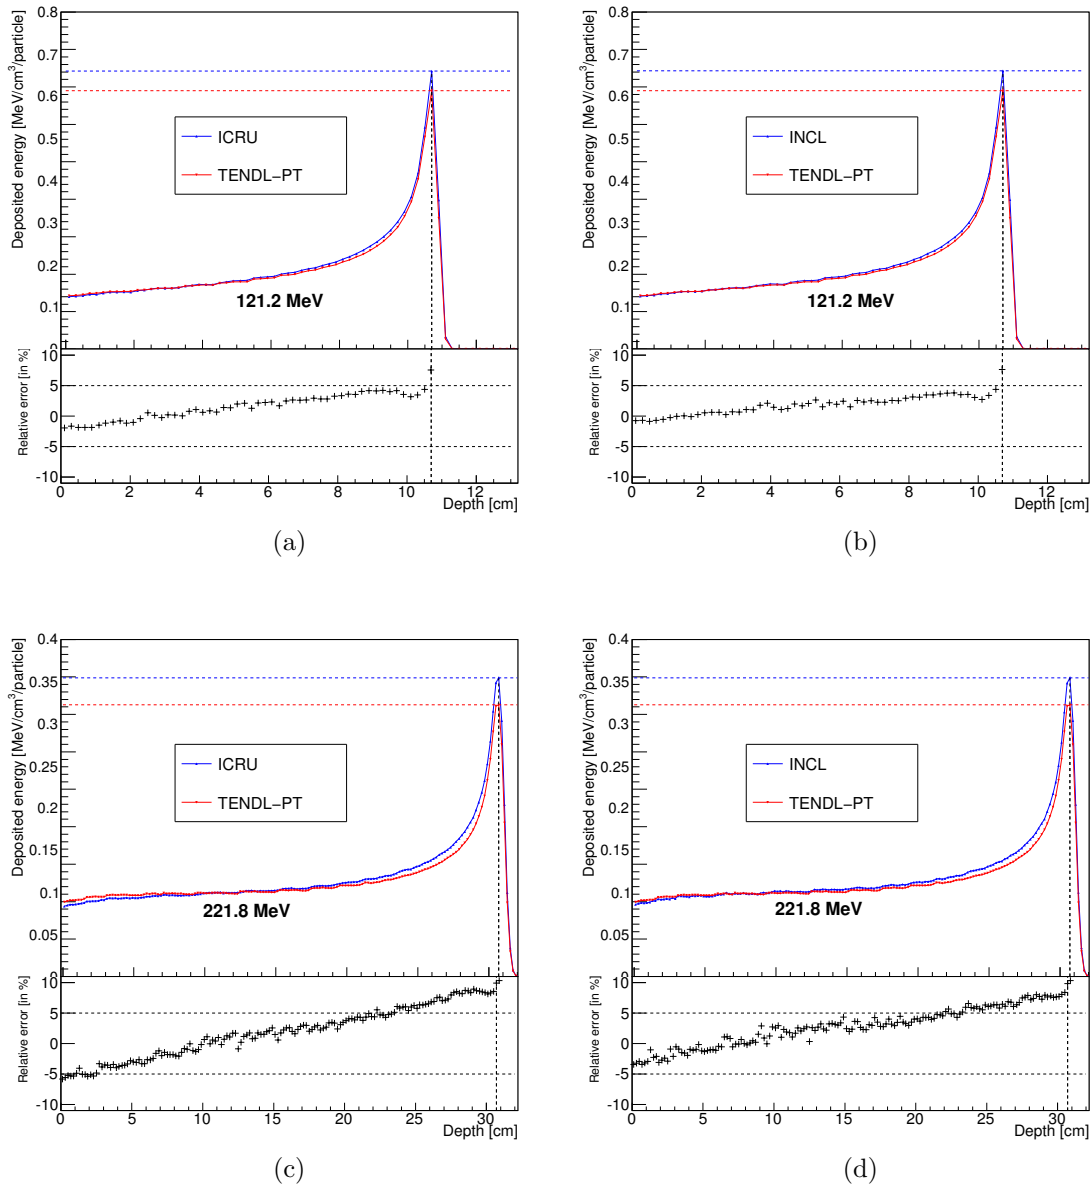 0.8
0.7
0.6
0.5
0.4
0.3
0.2
0.1
0
Deposited energy [MeV/cm³/particle]
ICRU
TENDL-PT
121.2 MeV
10
5
0
-5
-10
Relative error [in %]
0 2 4 6 8 10 12
Depth [cm]
(a)
0.8
0.7
0.6
0.5
0.4
0.3
0.2
0.1
0
Deposited energy [MeV/cm³/particle]
INCL
TENDL-PT
121.2 MeV
10
5
0
-5
-10
Relative error [in %]
0 2 4 6 8 10 12
Depth [cm]
(b)
0.4
0.35
0.3
0.25
0.2
0.15
0.1
0.05
0
Deposited energy [MeV/cm³/particle]
ICRU
TENDL-PT
221.8 MeV
10
5
0
-5
-10
Relative error [in %]
0 5 10 15 20 25 30
Depth [cm]
(c)
0.4
0.35
0.3
0.25
0.2
0.15
0.1
0.05
0
Deposited energy [MeV/cm³/particle]
INCL
TENDL-PT
221.8 MeV
10
5
0
-5
-10
Relative error [in %]
0 5 10 15 20 25 30
Depth [cm]
(d)